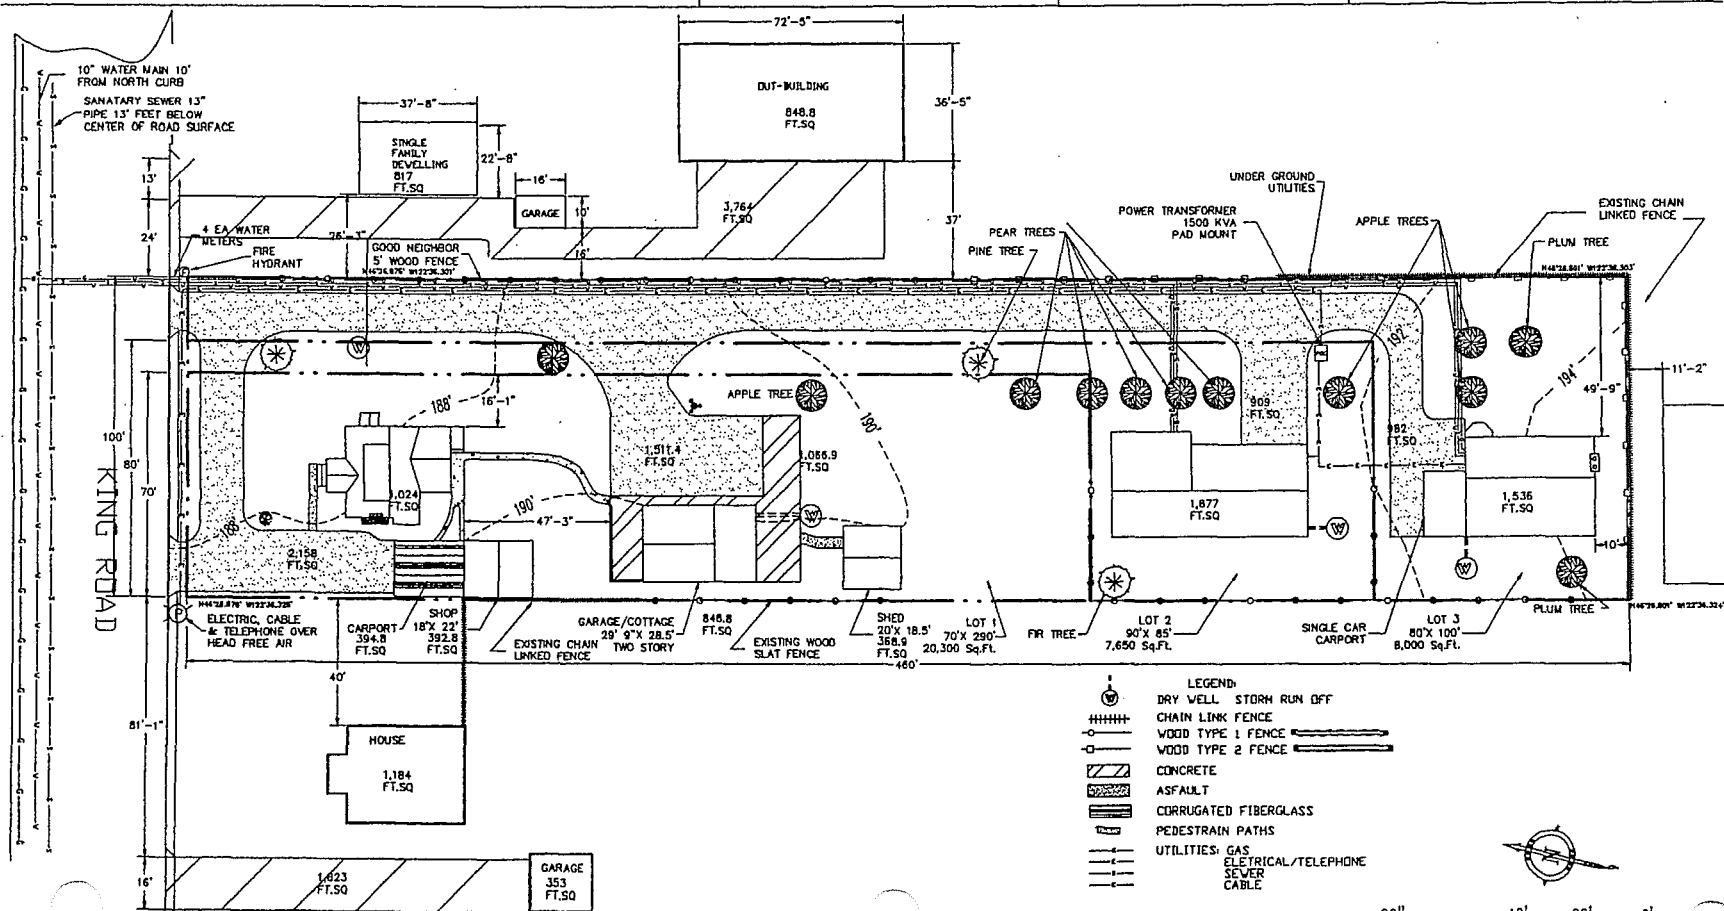 72'-5"
10" WATER MAIN 10'
FROM NORTH CURB
SANATARY SEWER 13"
PIPE 13' FEET BELOW
CENTER OF ROAD SURFACE
37'-8"
OUT-BUILDING
848.8
FT.SQ
36'-5"
SINGLE
FAMILY
DEWELLING
817
FT.SQ
22'-8"
13'
16'
GARAGE
10'
3,764
FT.SQ
37'
24'
16'
4 EA WATER
METERS
FIRE
HYDRANT
GOOD NEIGHBOR
5' WOOD FENCE
PEAR TREES
PINE TREE
UNDER GROUND
UTILITIES
POWER TRANSFORMER
1500 KVA
PAD MOUNT
APPLE TREES
EXISTING CHAIN
LINKED FENCE
PLUM TREE
192'
194'
11'-2"
49'-9"
188'
16'-1"
APPLE TREE
190'
909
FT.SQ
982
FT.SQ
100'
80'
70'
KING ROAD
1,511.4
FT.SQ
FT.SQ
FT.SQ
190'
47'-3"
188'
2,158
FT.SQ
1,877
FT.SQ
1,536
FT.SQ
10'
P
W
W
W
W
ELECTRIC, CABLE
& TELEPHONE OVER
HEAD FREE AIR
CARPORT
394.8
FT.SQ
SHOP
18'X 22'
392.8
FT.SQ
EXISTING CHAIN
LINKED FENCE
GARAGE/COTTAGE
29' 9"X 28.5'
TWO STORY
848.8
FT.SQ
EXISTING WOOD
SLAT FENCE
SHED
20'X 18.5'
368.9
FT.SQ
LOT 1
70'X 290'
20,300 Sq.Ft.
FIR TREE
LOT 2
90'X 85'
7,650 Sq.Ft.
SINGLE CAR
CARPORT
LOT 3
80'X 100'
8,000 Sq.Ft.
PLUM TREE
460'
40'
81'-1"
HOUSE
1,184
FT.SQ
16'
FT.SQ
GARAGE
353
FT.SQ
LEGEND:
W DRY WELL STORM RUN OFF
CHAIN LINK FENCE
WOOD TYPE 1 FENCE
WOOD TYPE 2 FENCE
CONCRETE
ASFAULT
CORRUGATED FIBERGLASS
PEDESTRAIN PATHS
UTILITIES: GAS
ELETRICAL/TELEPHONE
SEWER
CABLE
N